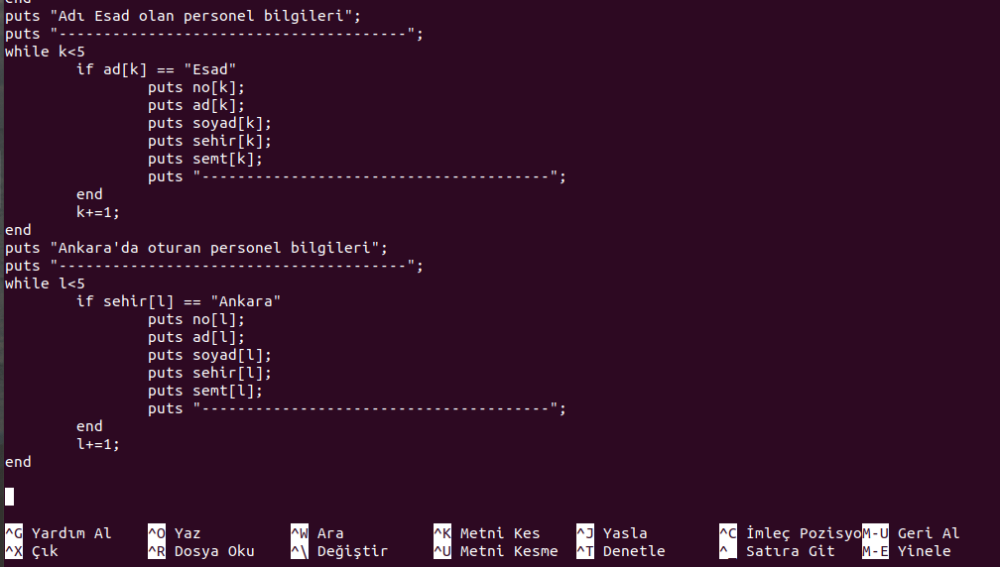 end
puts "Adı Esad olan personel bilgileri";
puts "---------------------------------------";
while k<5
        if ad[k] == "Esad"
                puts no[k];
                puts ad[k];
                puts soyad[k];
                puts sehir[k];
                puts semt[k];
                puts "---------------------------------------";
        end
        k+=1;
end
puts "Ankara'da oturan personel bilgileri";
puts "---------------------------------------";
while l<5
        if sehir[l] == "Ankara"
                puts no[l];
                puts ad[l];
                puts soyad[l];
                puts sehir[l];
                puts semt[l];
                puts "---------------------------------------";
        end
        l+=1;
end
^G Yardım Al    ^O Yaz          ^W Ara          ^K Metni Kes    ^J Yasla        ^C İmleç PozisyoM-U Geri Al
^X Çık          ^R Dosya Oku    ^\ Değiştir     ^U Metni Kesme  ^T Denetle      ^_ Satıra Git   M-E Yinele